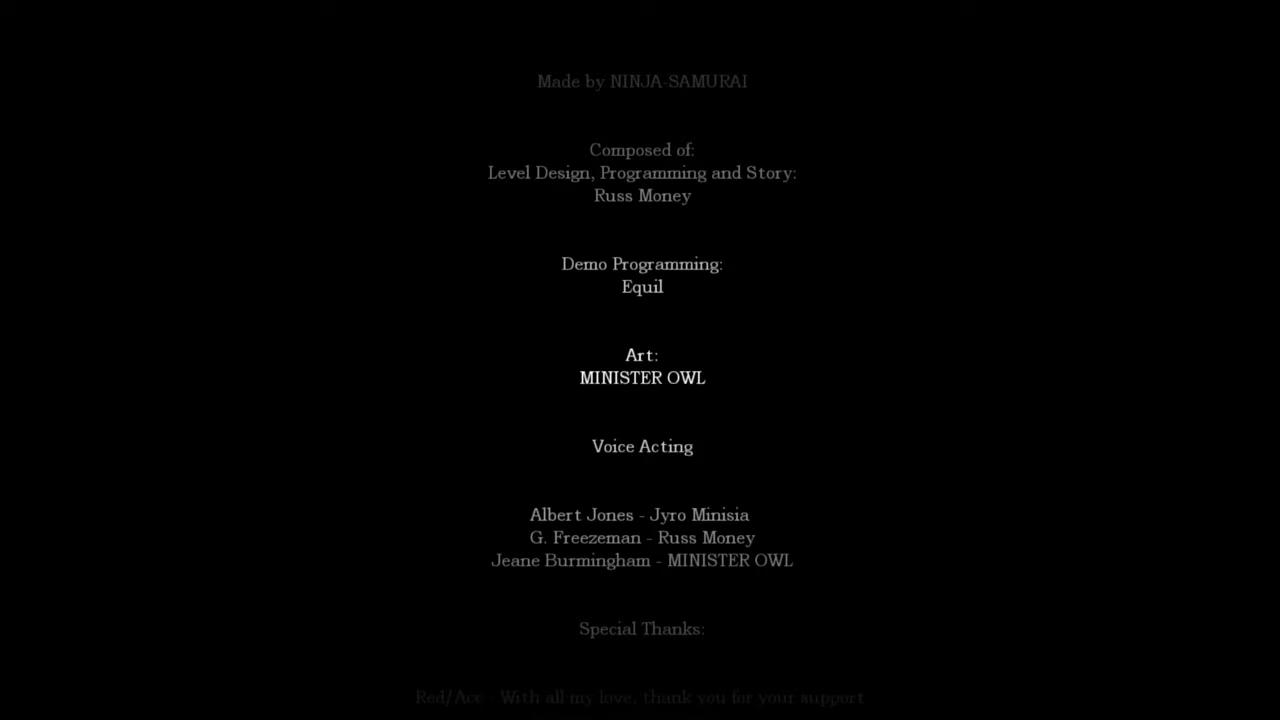 Made by NINJA-SAMURAI
Composed of:
Level Design, Programming and Story:
Russ Money
Demo Programming:
Equil
Art:
MINISTER OWL
Voice Acting
Albert Jones - Jyro Minisia
G. Freezeman - Russ Money
Jeane Burmingham - MINISTER OWL
Special Thanks:
Red/Ace - With all my love, thank you for your support